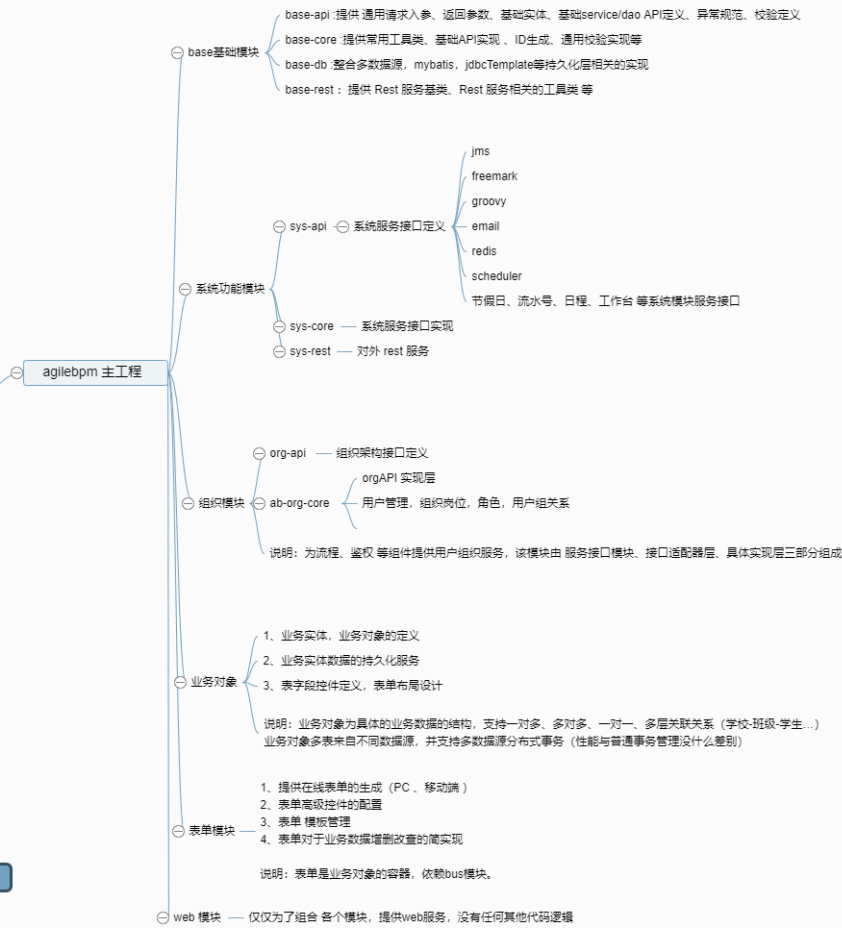 base-api :提供 通用请求入参、返回参数、基础实体、基础service/dao API定义、异常规范、校验定义
base基础模块
base-core :提供常用工具类、基础API实现 、ID生成、通用校验实现等
base-db :整合多数据源，mybatis，jdbcTemplate等持久化层相关的实现
base-rest ：提供 Rest 服务基类、Rest 服务相关的工具类 等
jms
freemark
groovy
sys-api
系统服务接口定义
email
redis
scheduler
节假日、流水号、日程、工作台 等系统模块服务接口
系统功能模块
sys-core
系统服务接口实现
sys-rest
对外 rest 服务
agilebpm 主工程
org-api
组织架构接口定义
orgAPI 实现层
组织模块
ab-org-core
用户管理，组织岗位，角色，用户组关系
说明：为流程、鉴权 等组件提供用户组织服务，该模块由 服务接口模块、接口适配器层、具体实现层三部分组成
1、业务实体，业务对象的定义
2、业务实体数据的持久化服务
业务对象
3、表字段控件定义，表单布局设计
说明：业务对象为具体的业务数据的结构，支持一对多、多对多、一对一、多层关联关系（学校-班级-学生...）
业务对象多表来自不同数据源，并支持多数据源分布式事务（性能与普通事务管理没什么差别）
1、提供在线表单的生成（PC 、移动端 ）
2、表单高级控件的配置
3、表单 模板管理
表单模块
4、表单对于业务数据增删改查的简实现
说明：表单是业务对象的容器，依赖bus模块。
web 模块
仅仅为了组合 各个模块，提供web服务，没有任何其他代码逻辑